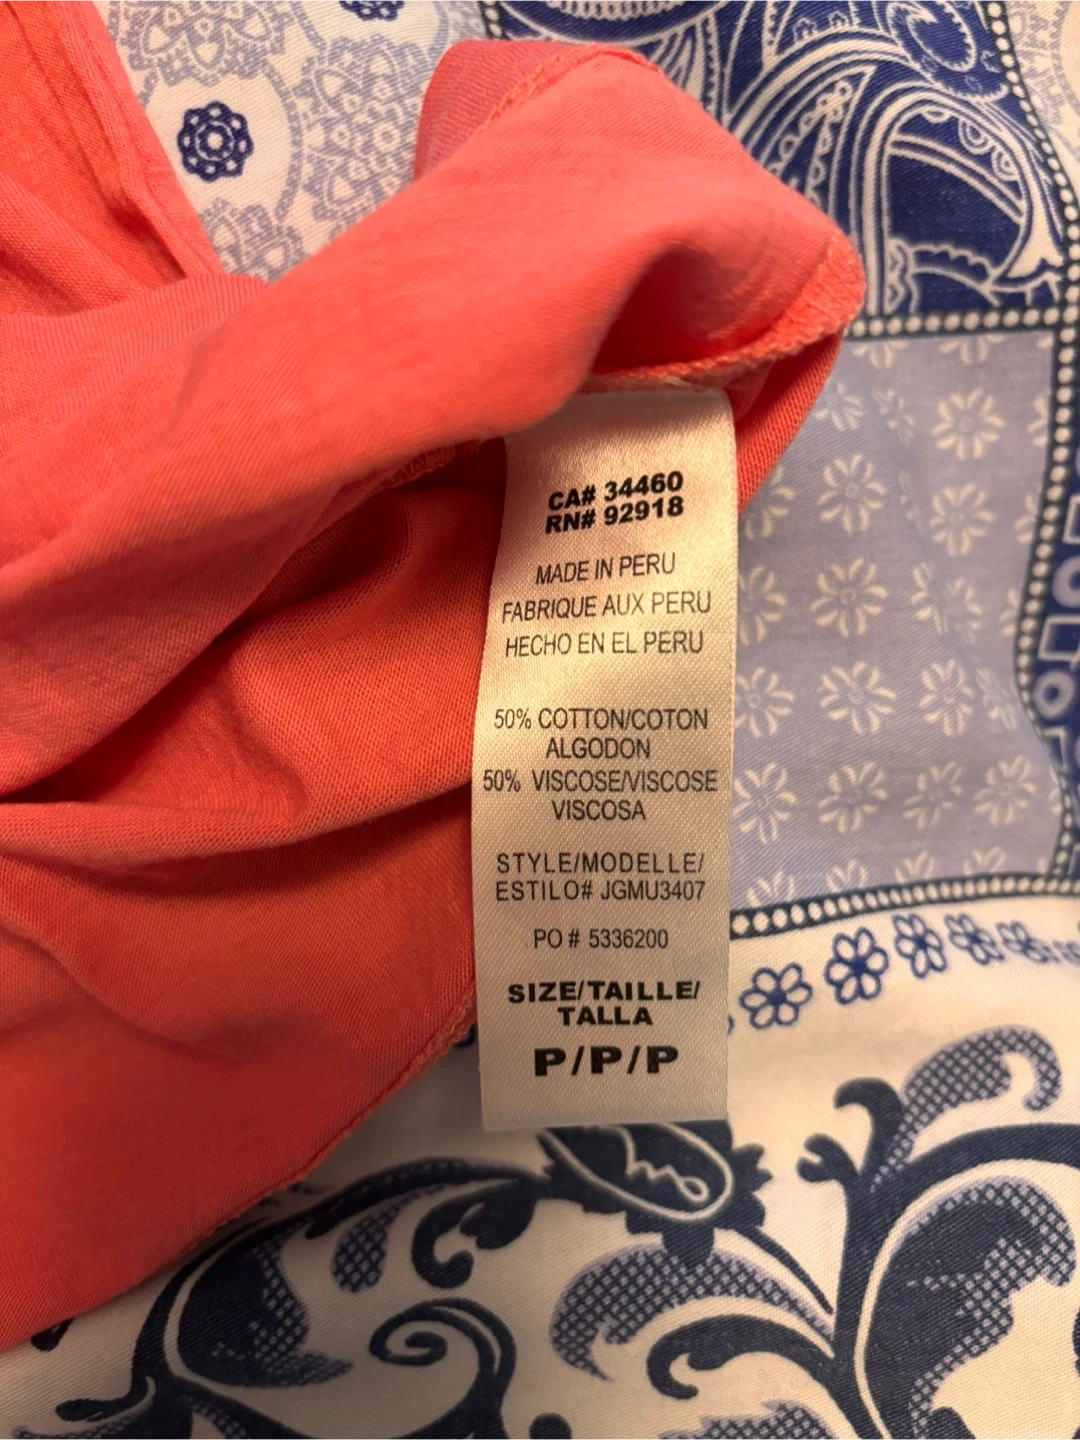 CA# 34460
RN# 92918
MADE IN PERU
FABRIQUE AUX PERU
HECHO EN EL PERU
50% COTTON/COTON
ALGODON
50% VISCOSE/VISCOSE
VISCOSA
STYLE/MODELLE/
ESTILO# JGMU3407
PO # 5336200
SIZE/TAILLE/
TALLA
P/P/P